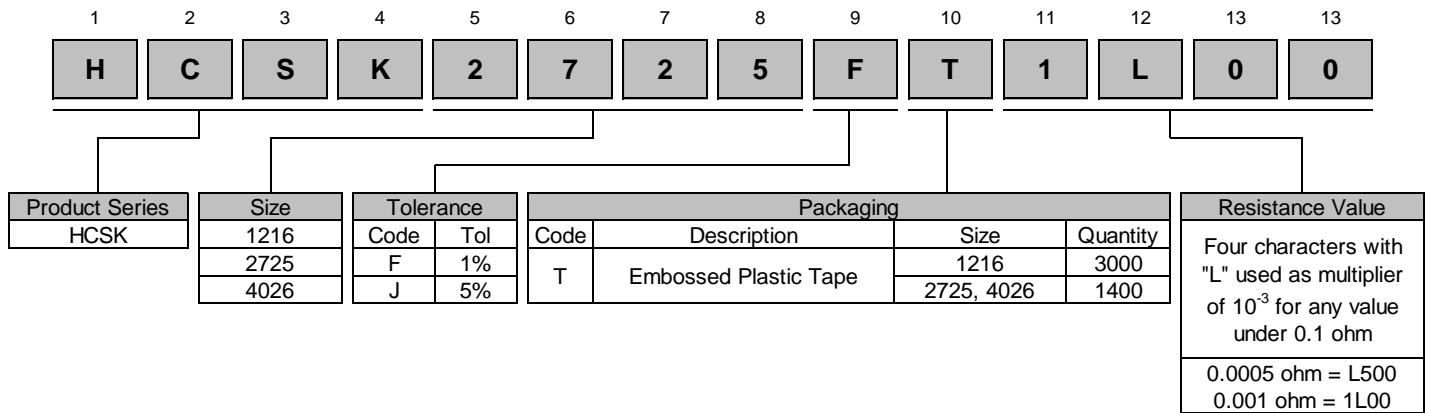 1 2 3 4 5 6 7 8 9 10 11 12 13 13
H C S K 2 7 2 5 F T 1 L 0 0
Product Series
HCSK
Size
1216
2725
4026
Tolerance
Code Tol
F 1%
J 5%
Packaging
Code Description Size Quantity
T Embossed Plastic Tape 1216 3000
2725, 4026 1400
Resistance Value
Four characters with
"L" used as multiplier
of 10⁻³ for any value
under 0.1 ohm
0.0005 ohm = L500
0.001 ohm = 1L00